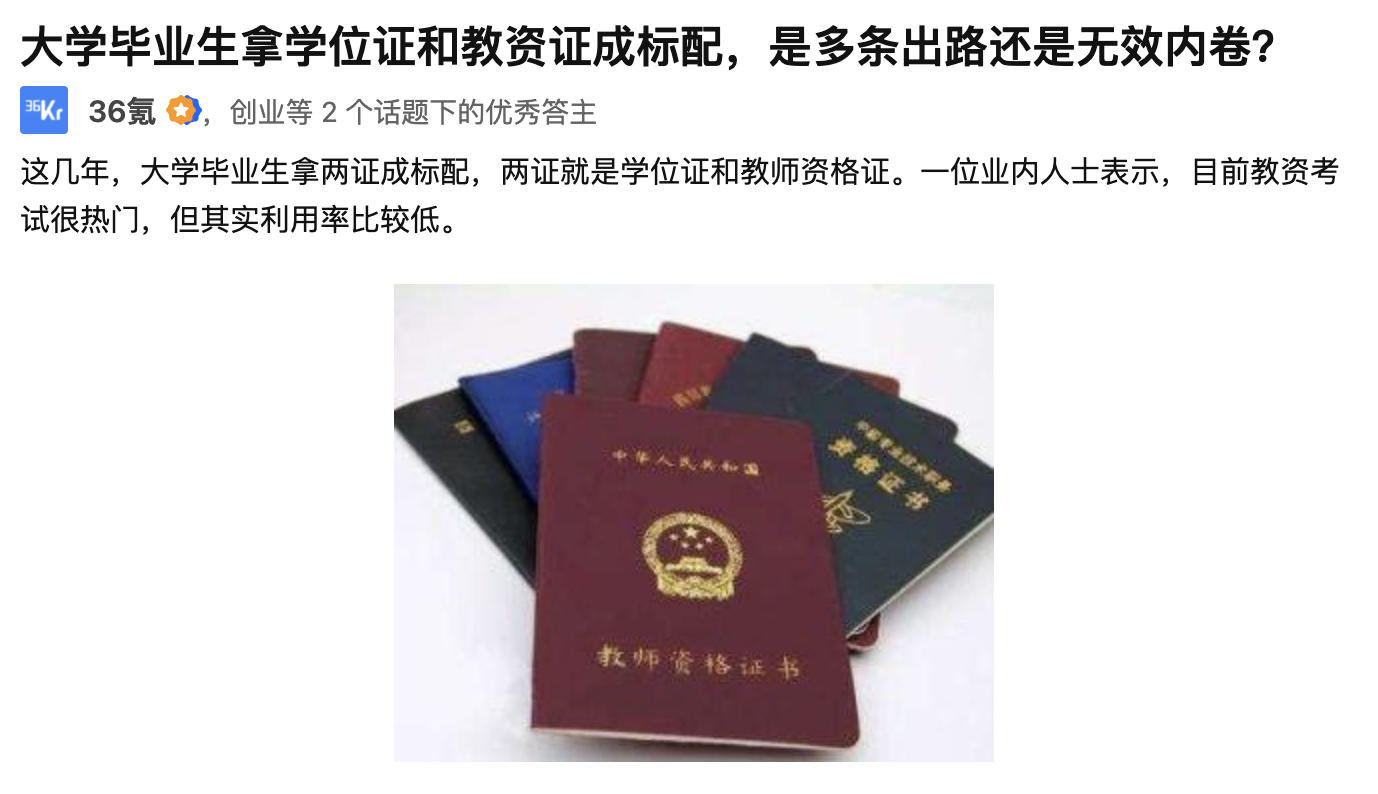 大学毕业生拿学位证和教资证成标配，是多条出路还是无效内卷？
36Kr 36氪，创业等 2 个话题下的优秀答主
这几年，大学毕业生拿两证成标配，两证就是学位证和教师资格证。一位业内人士表示，目前教资考
试很热门，但其实利用率比较低。
中华人民共和国
教师资格证书
资格证书